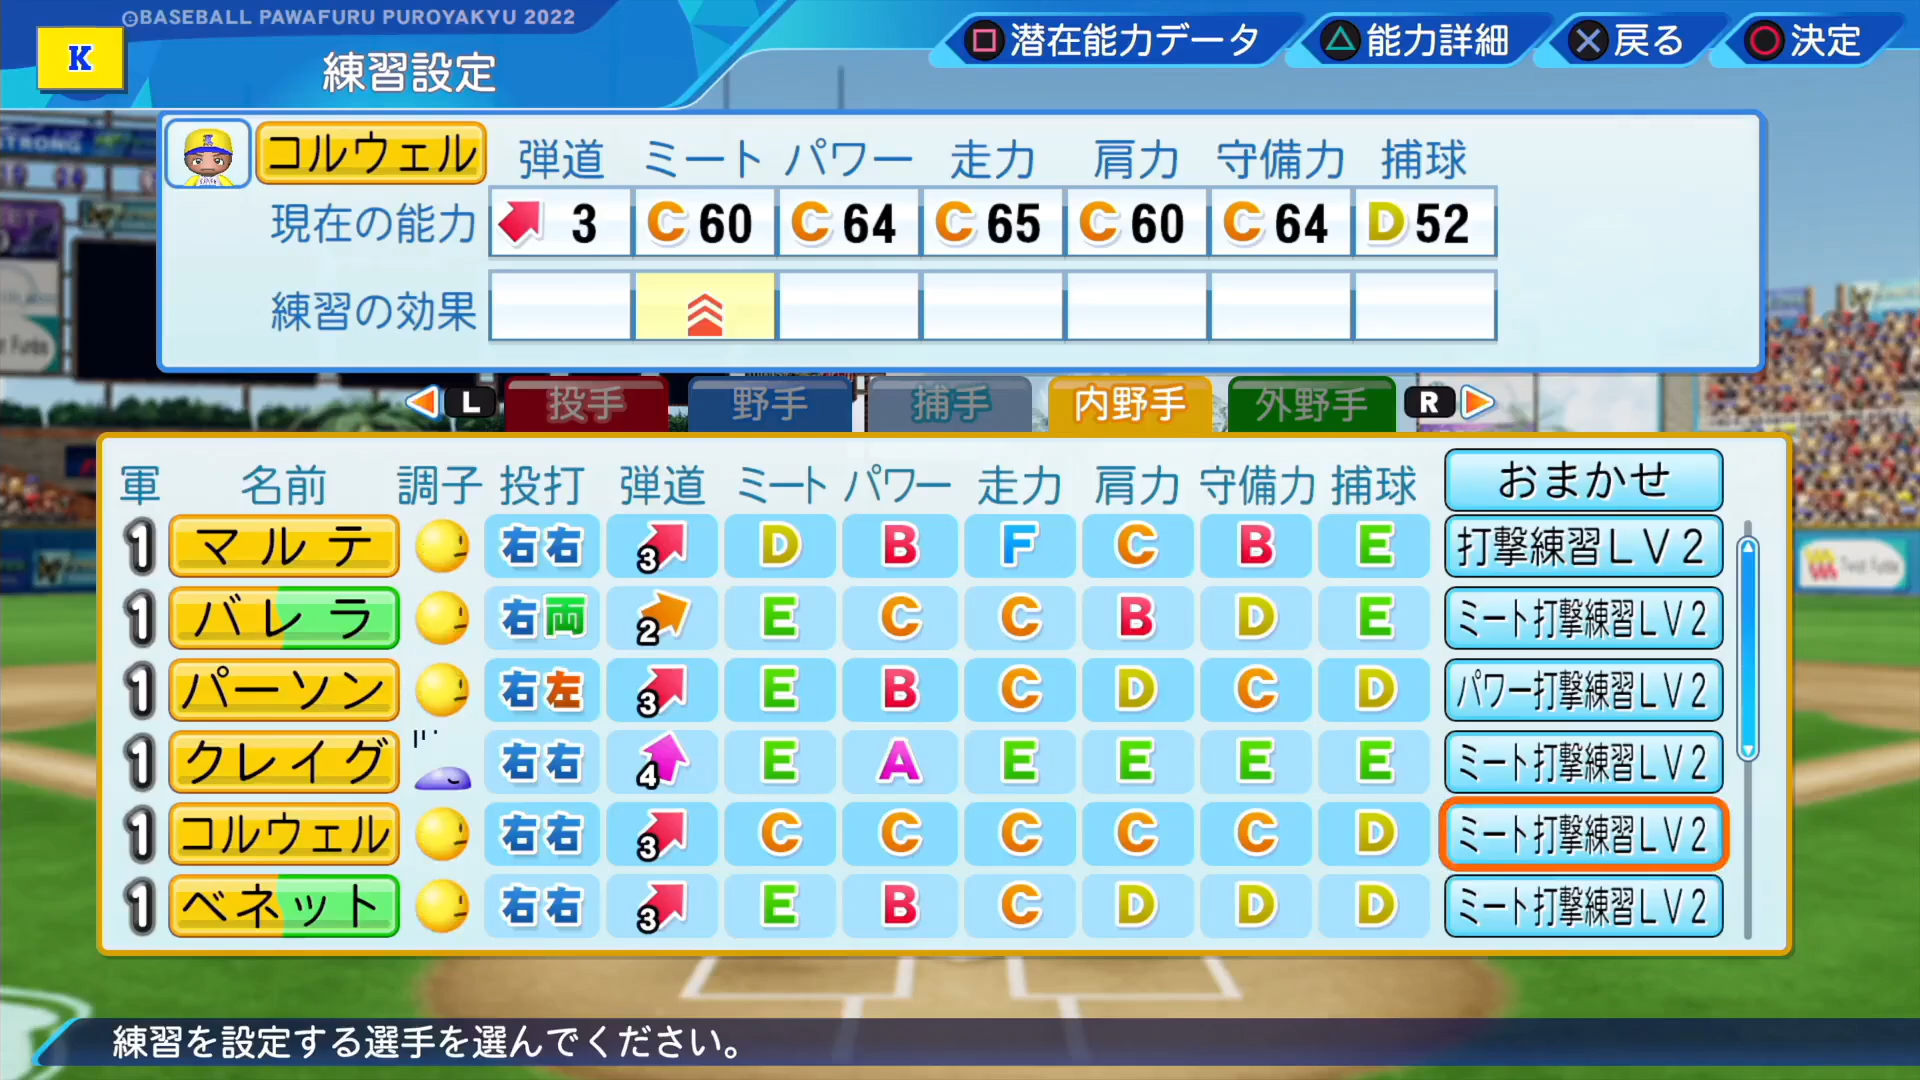 ©BASEBALL PAWAFURU PUROYAKYU 2022
K
練習設定
潜在能力データ 能力詳細 戻る 決定
コルウェル 弾道 ミート パワー 走力 肩力 守備力 捕球
現在の能力 3 C 60 C 64 C 65 C 60 C 64 D 52
練習の効果
L 投手 野手 捕手 内野手 外野手 R
軍 名前 調子 投打 弾道 ミート パワー 走力 肩力 守備力 捕球 おまかせ
1 マルテ 右右 3 D B F C B E 打撃練習LV2
1 バレラ 右両 2 E C C B D E ミート打撃練習LV2
1 パーソン 右左 3 E B C D C D パワー打撃練習LV2
1 クレイグ 右右 4 E A E E E E ミート打撃練習LV2
1 コルウェル 右右 3 C C C C C D ミート打撃練習LV2
1 ベネット 右右 3 E B C D D D ミート打撃練習LV2
練習を設定する選手を選んでください。